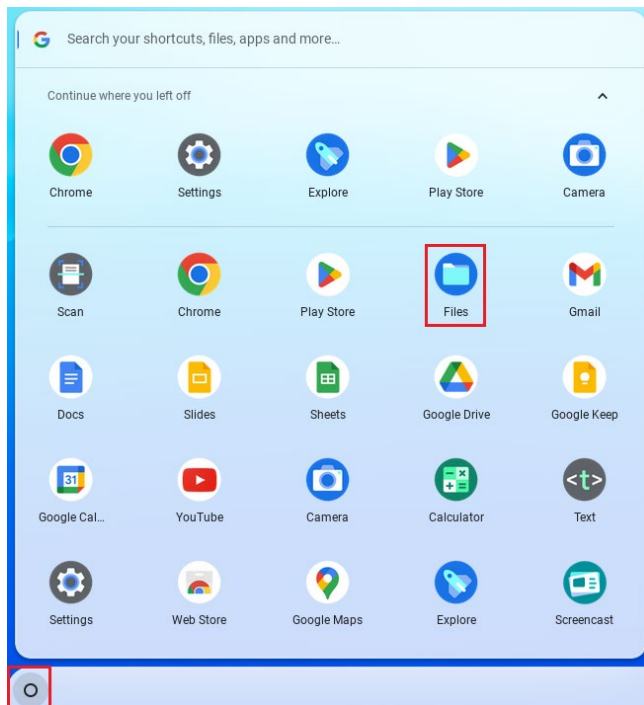 Search your shortcuts, files, apps and more…
Continue where you left off
Chrome Settings Explore Play Store Camera
Scan Chrome Play Store Files Gmail
Docs Slides Sheets Google Drive Google Keep
31
<t>
Google Cal… YouTube Camera Calculator Text
Settings Web Store Google Maps Explore Screencast